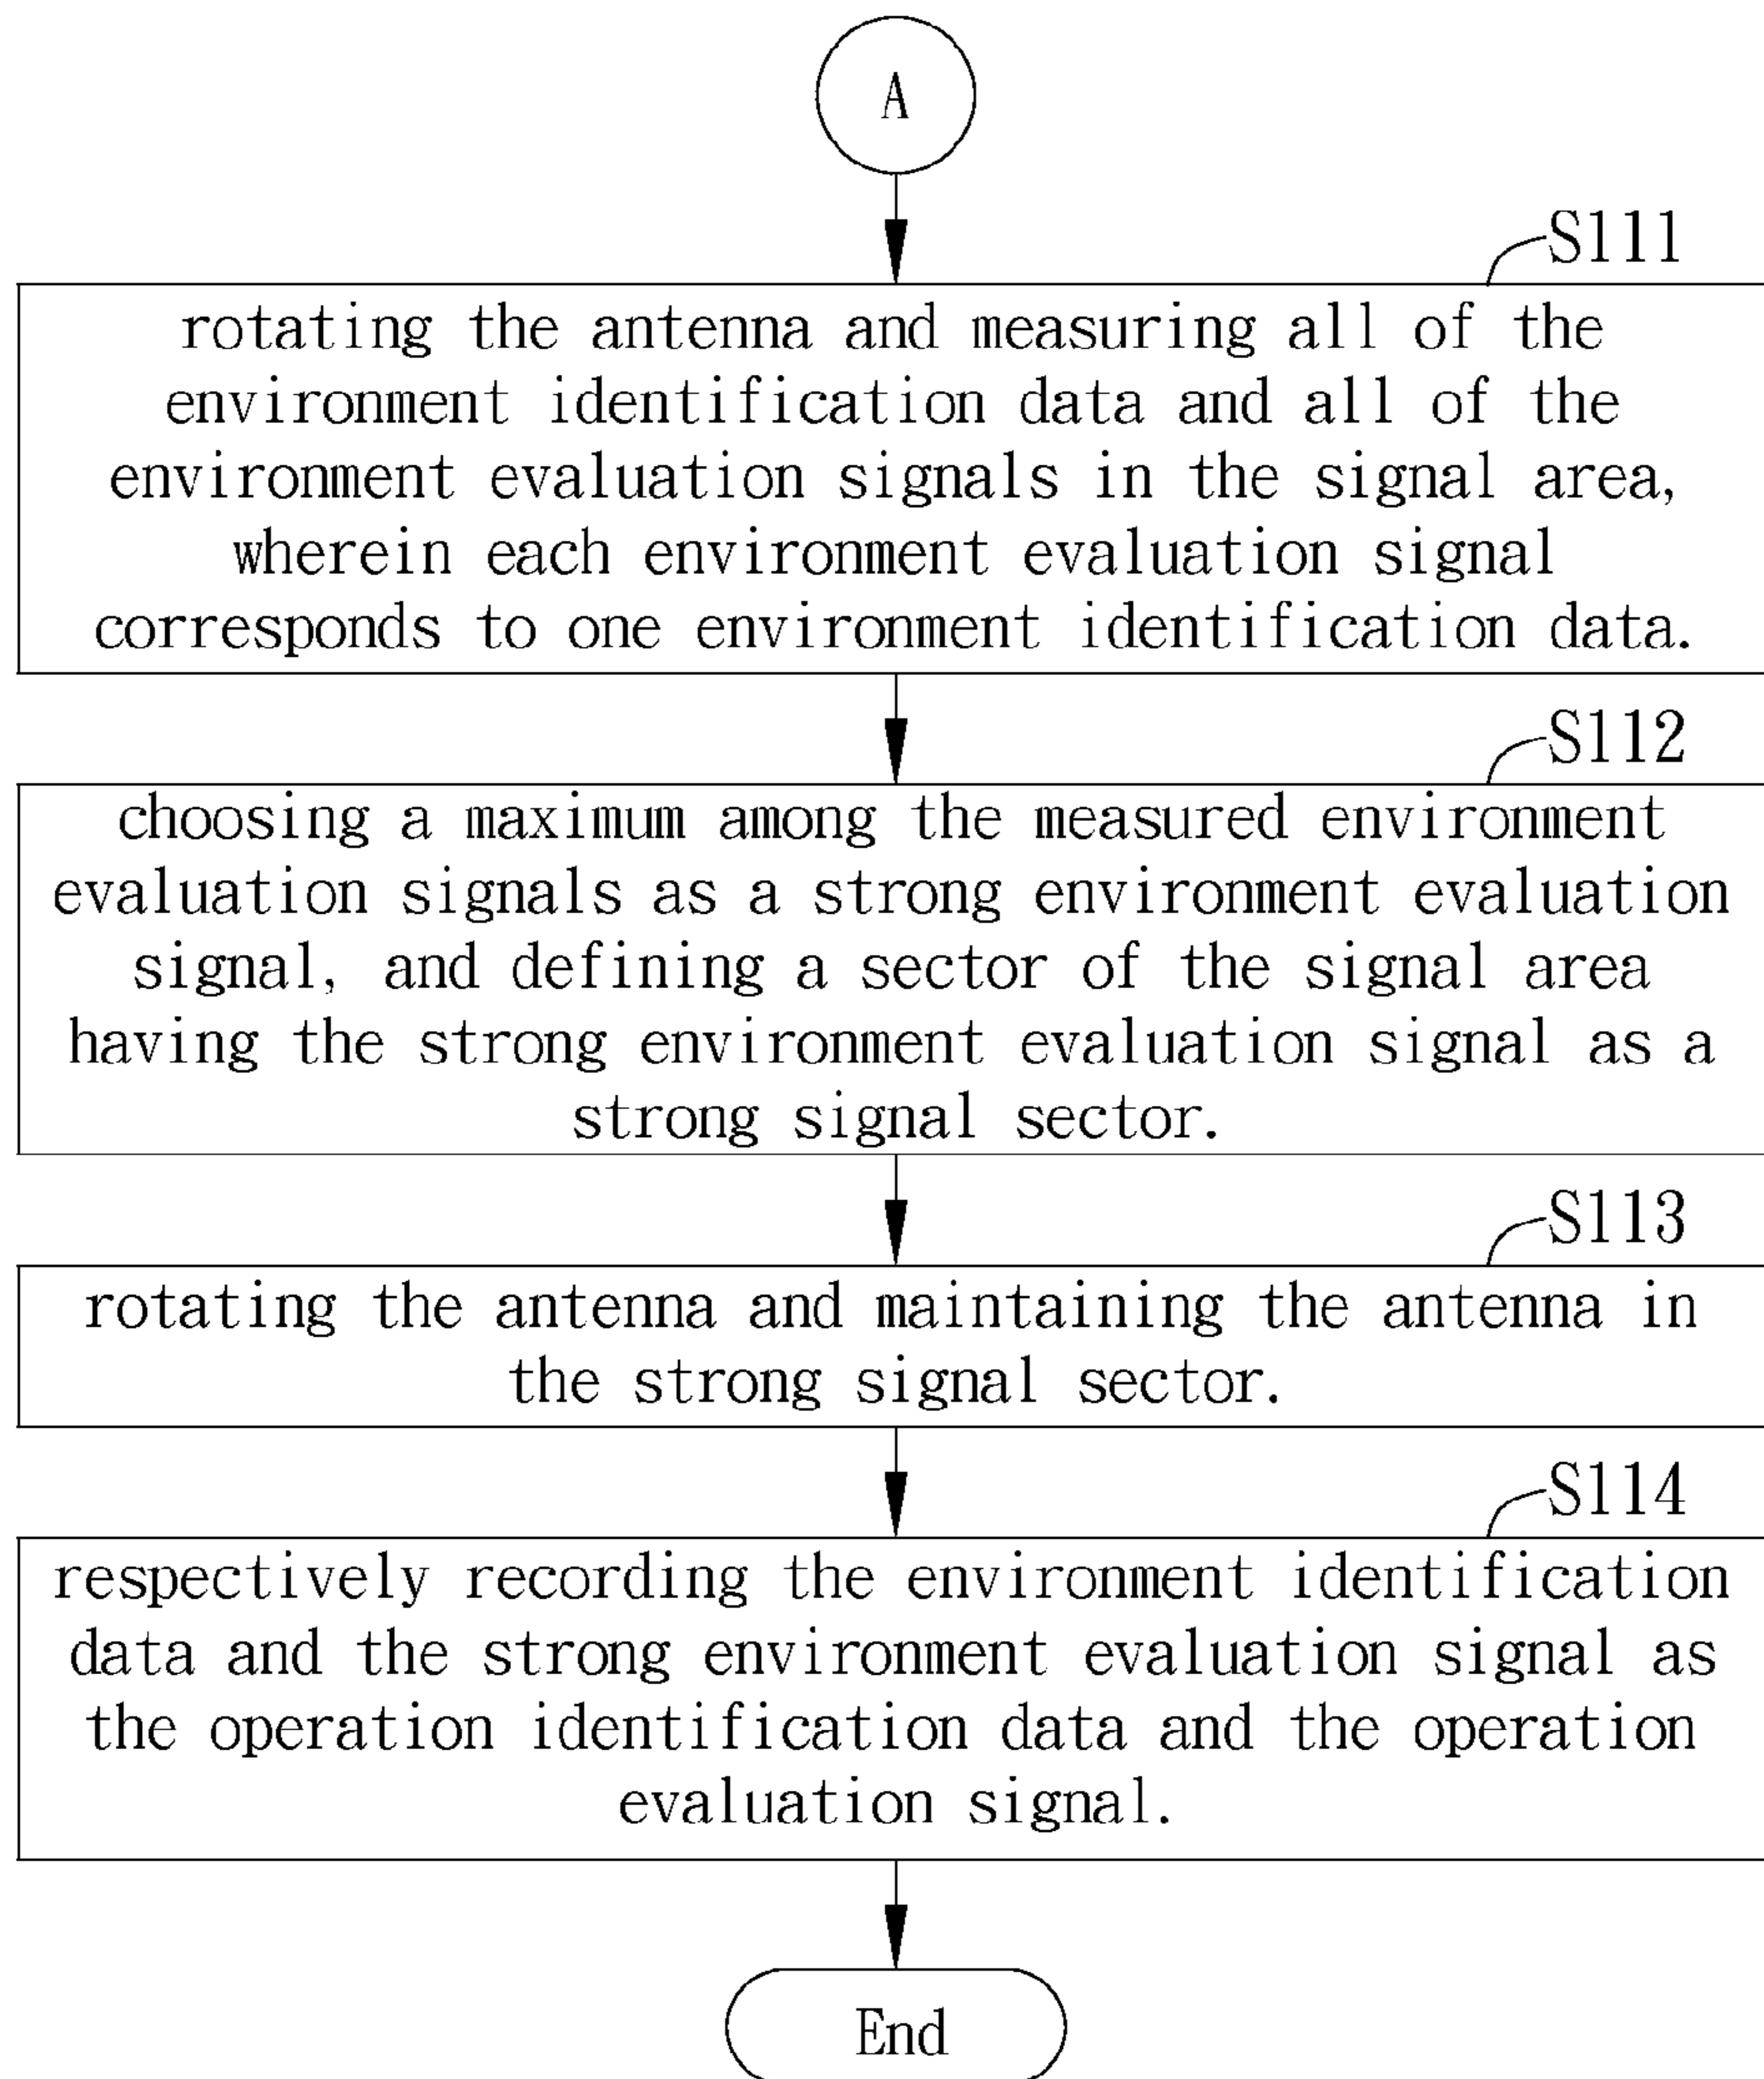 A
S111
rotating the antenna and measuring all of the
environment identification data and all of the
environment evaluation signals in the signal area,
wherein each environment evaluation signal
corresponds to one environment identification data.
S112
choosing a maximum among the measured environment
evaluation signals as a strong environment evaluation
signal, and defining a sector of the signal area
having the strong environment evaluation signal as a
strong signal sector.
S113
rotating the antenna and maintaining the antenna in
the strong signal sector.
S114
respectively recording the environment identification
data and the strong environment evaluation signal as
the operation identification data and the operation
evaluation signal.
End